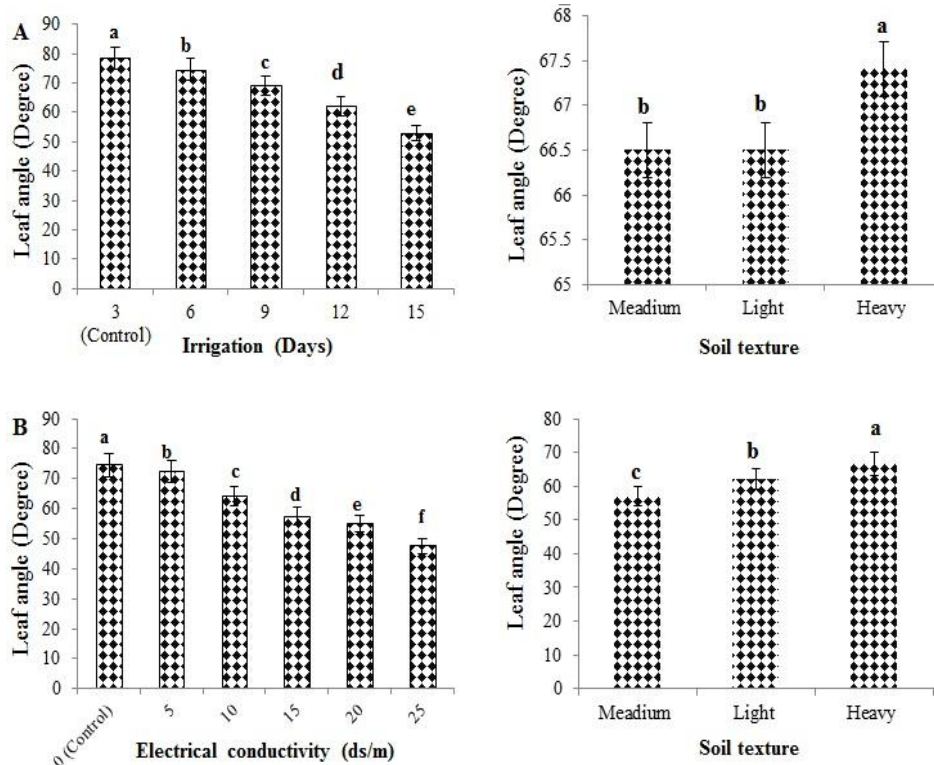 A
Leaf angle (Degree)
90
80
70
60
50
40
30
20
10
0
a
b
c
d
e
3
(Control)
6
9
12
15
Irrigation (Days)
Leaf angle (Degree)
68
67.5
67
66.5
66
65.5
65
b
b
a
Meadium
Light
Heavy
Soil texture
B
Leaf angle (Degree)
90
80
70
60
50
40
30
20
10
0
a
b
c
d
e
f
0 (Control)
5
10
15
20
25
Electrical conductivity (ds/m)
Leaf angle (Degree)
80
70
60
50
40
30
20
10
0
c
b
a
Meadium
Light
Heavy
Soil texture